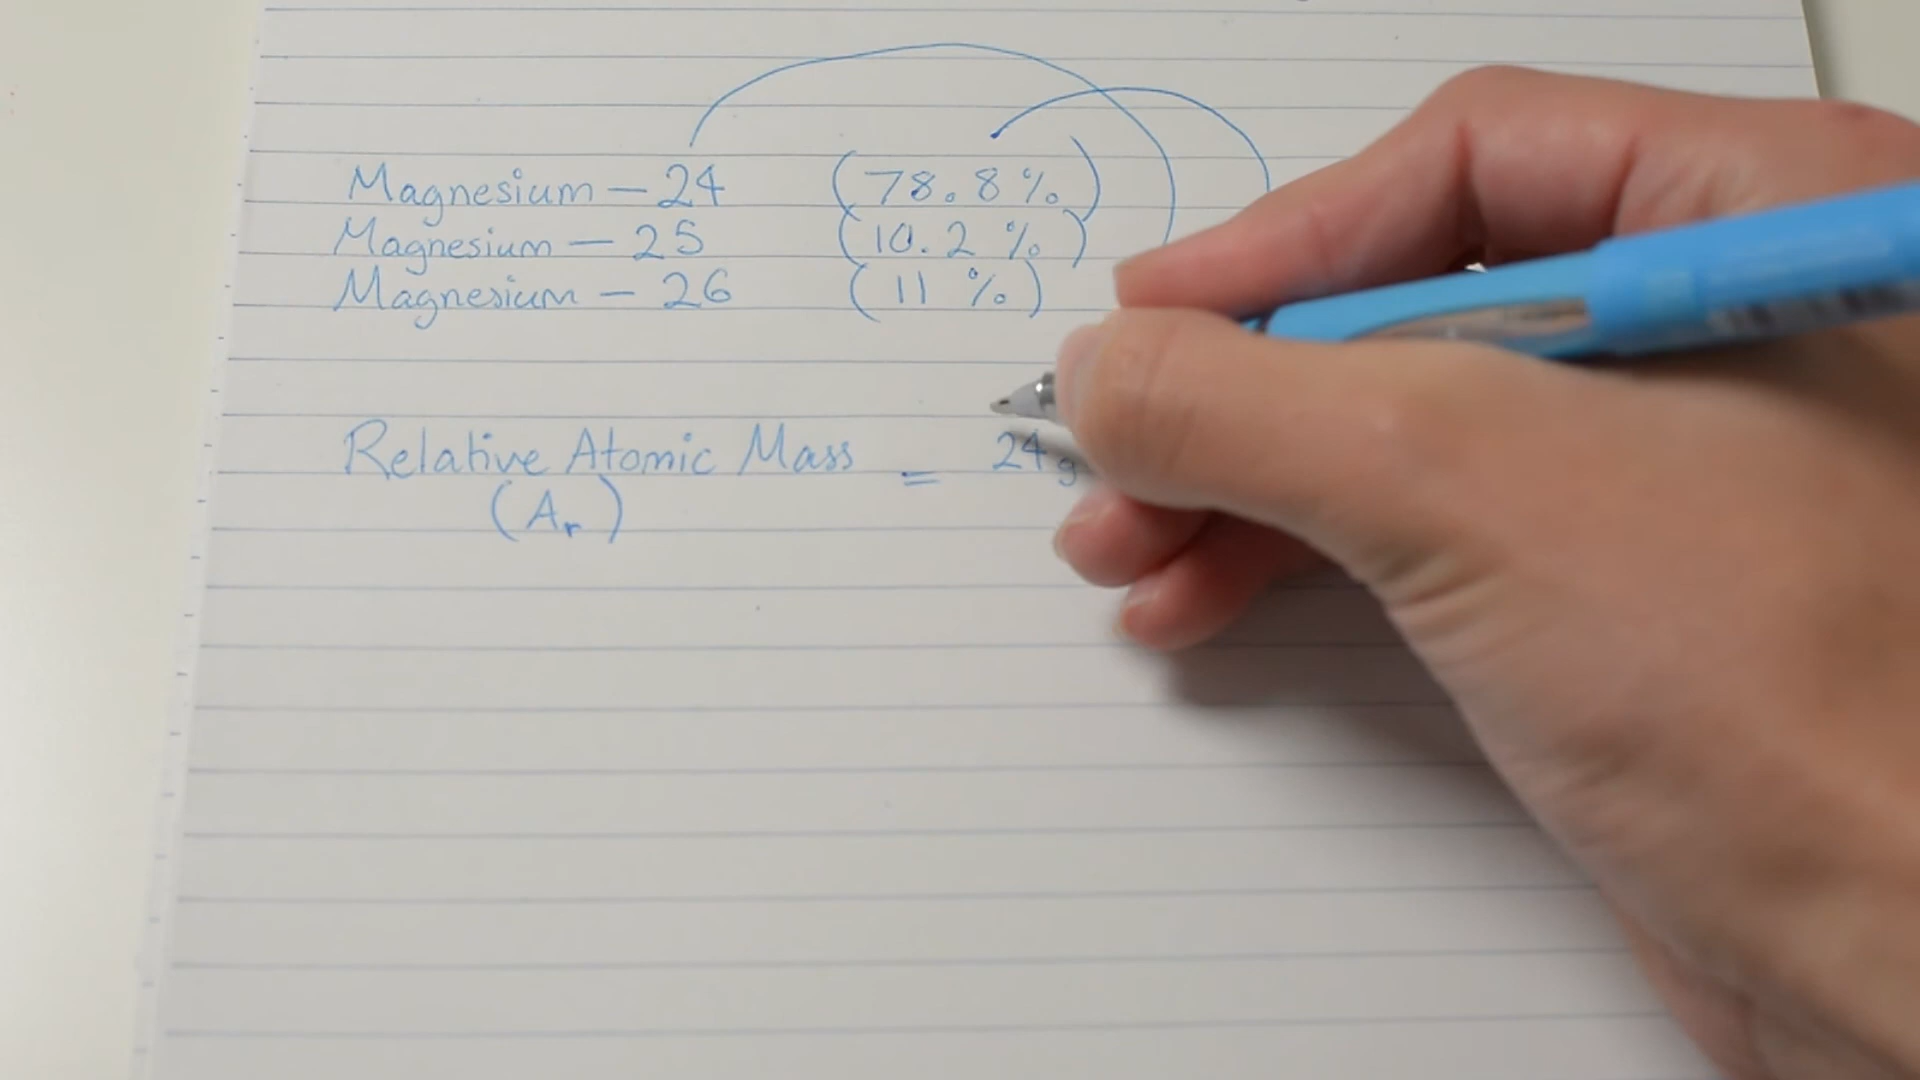 Magnesium — 24 (78.8%)
Magnesium — 25 (10.2 %)
Magnesium — 26 (11 %)
Relative Atomic Mass = 24 g
(Ar)